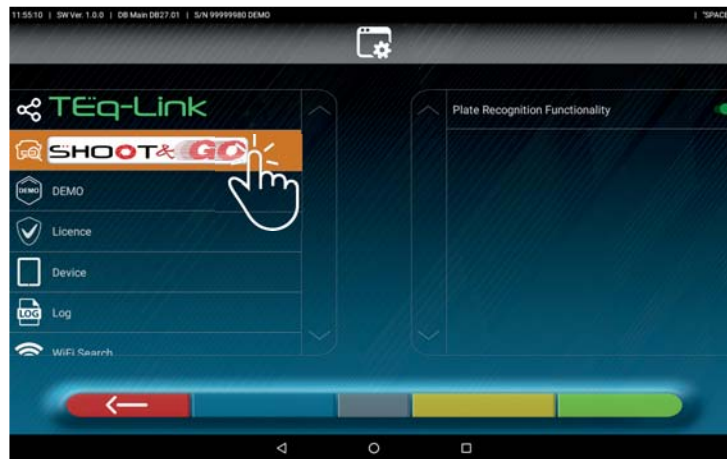 11:55:10 | SW Ver. 1.0.0 | DB Main DB27.01 | S/N 99999980 DEMO | "SPACE
TEq-Link
SHOOT& GO
Plate Recognition Functionality
DEMO
DEMO
Licence
Device
LOG Log
WiFi Search